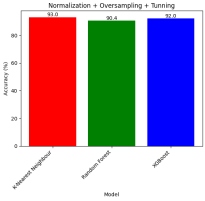 Normalization + Oversampling + Tunning
93.0
90.4
92.0
Accuracy (%)
80
60
40
20
0
K-Nearest Neighbour
Random Forest
XGBoost
Model